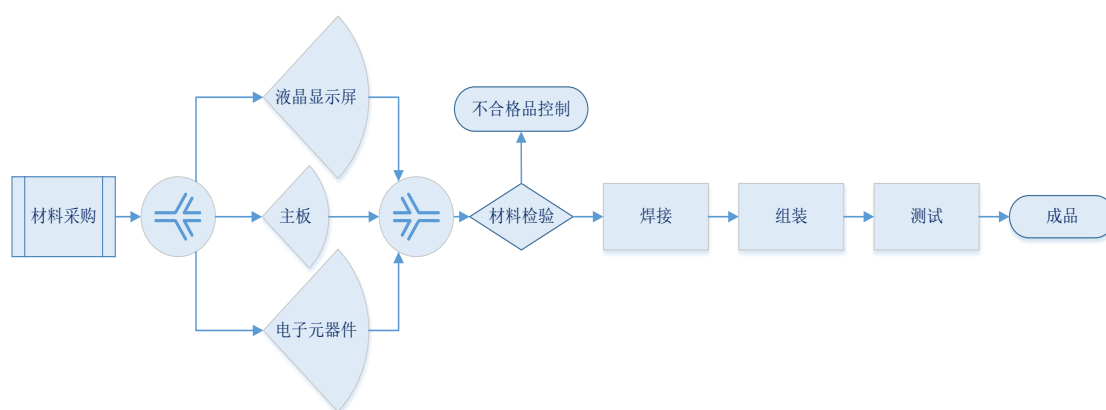 材料采购
液晶显示屏
主板
电子元器件
不合格品控制
材料检验
焊接
组装
测试
成品